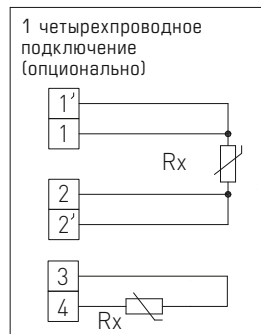 1 четырехпроводное
подключение
(опционально)
1’
1
Rx
2
2’
3
4
Rx